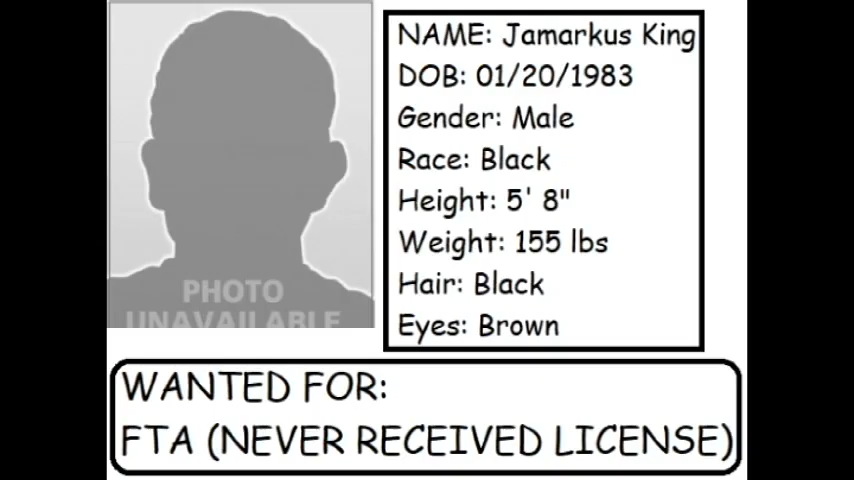 PHOTO
UNAVAILABLE
NAME: Jamarkus King
DOB: 01/20/1983
Gender: Male
Race: Black
Height: 5' 8"
Weight: 155 lbs
Hair: Black
Eyes: Brown
WANTED FOR:
FTA (NEVER RECEIVED LICENSE)